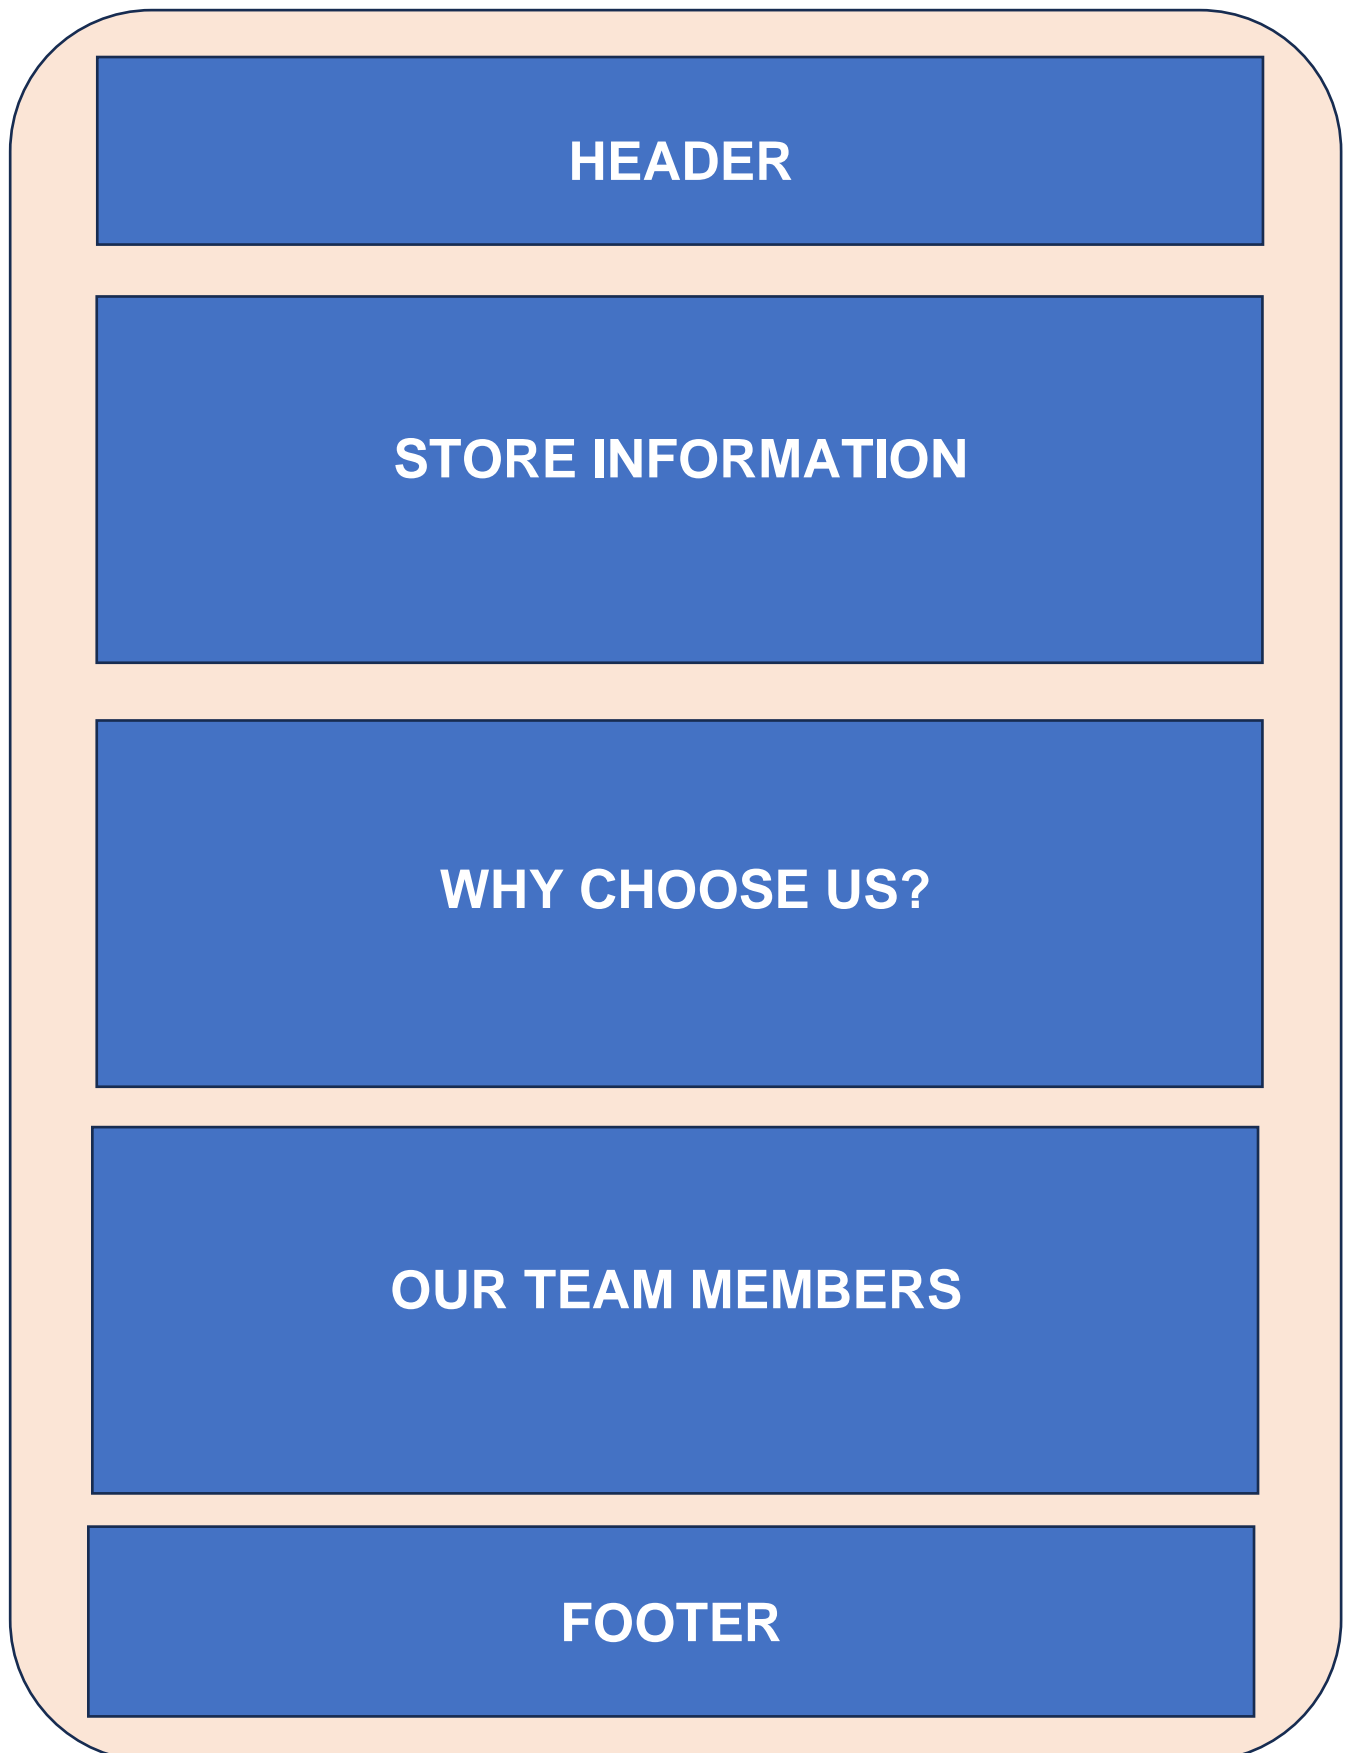 HEADER
STORE INFORMATION
WHY CHOOSE US?
OUR TEAM MEMBERS
FOOTER